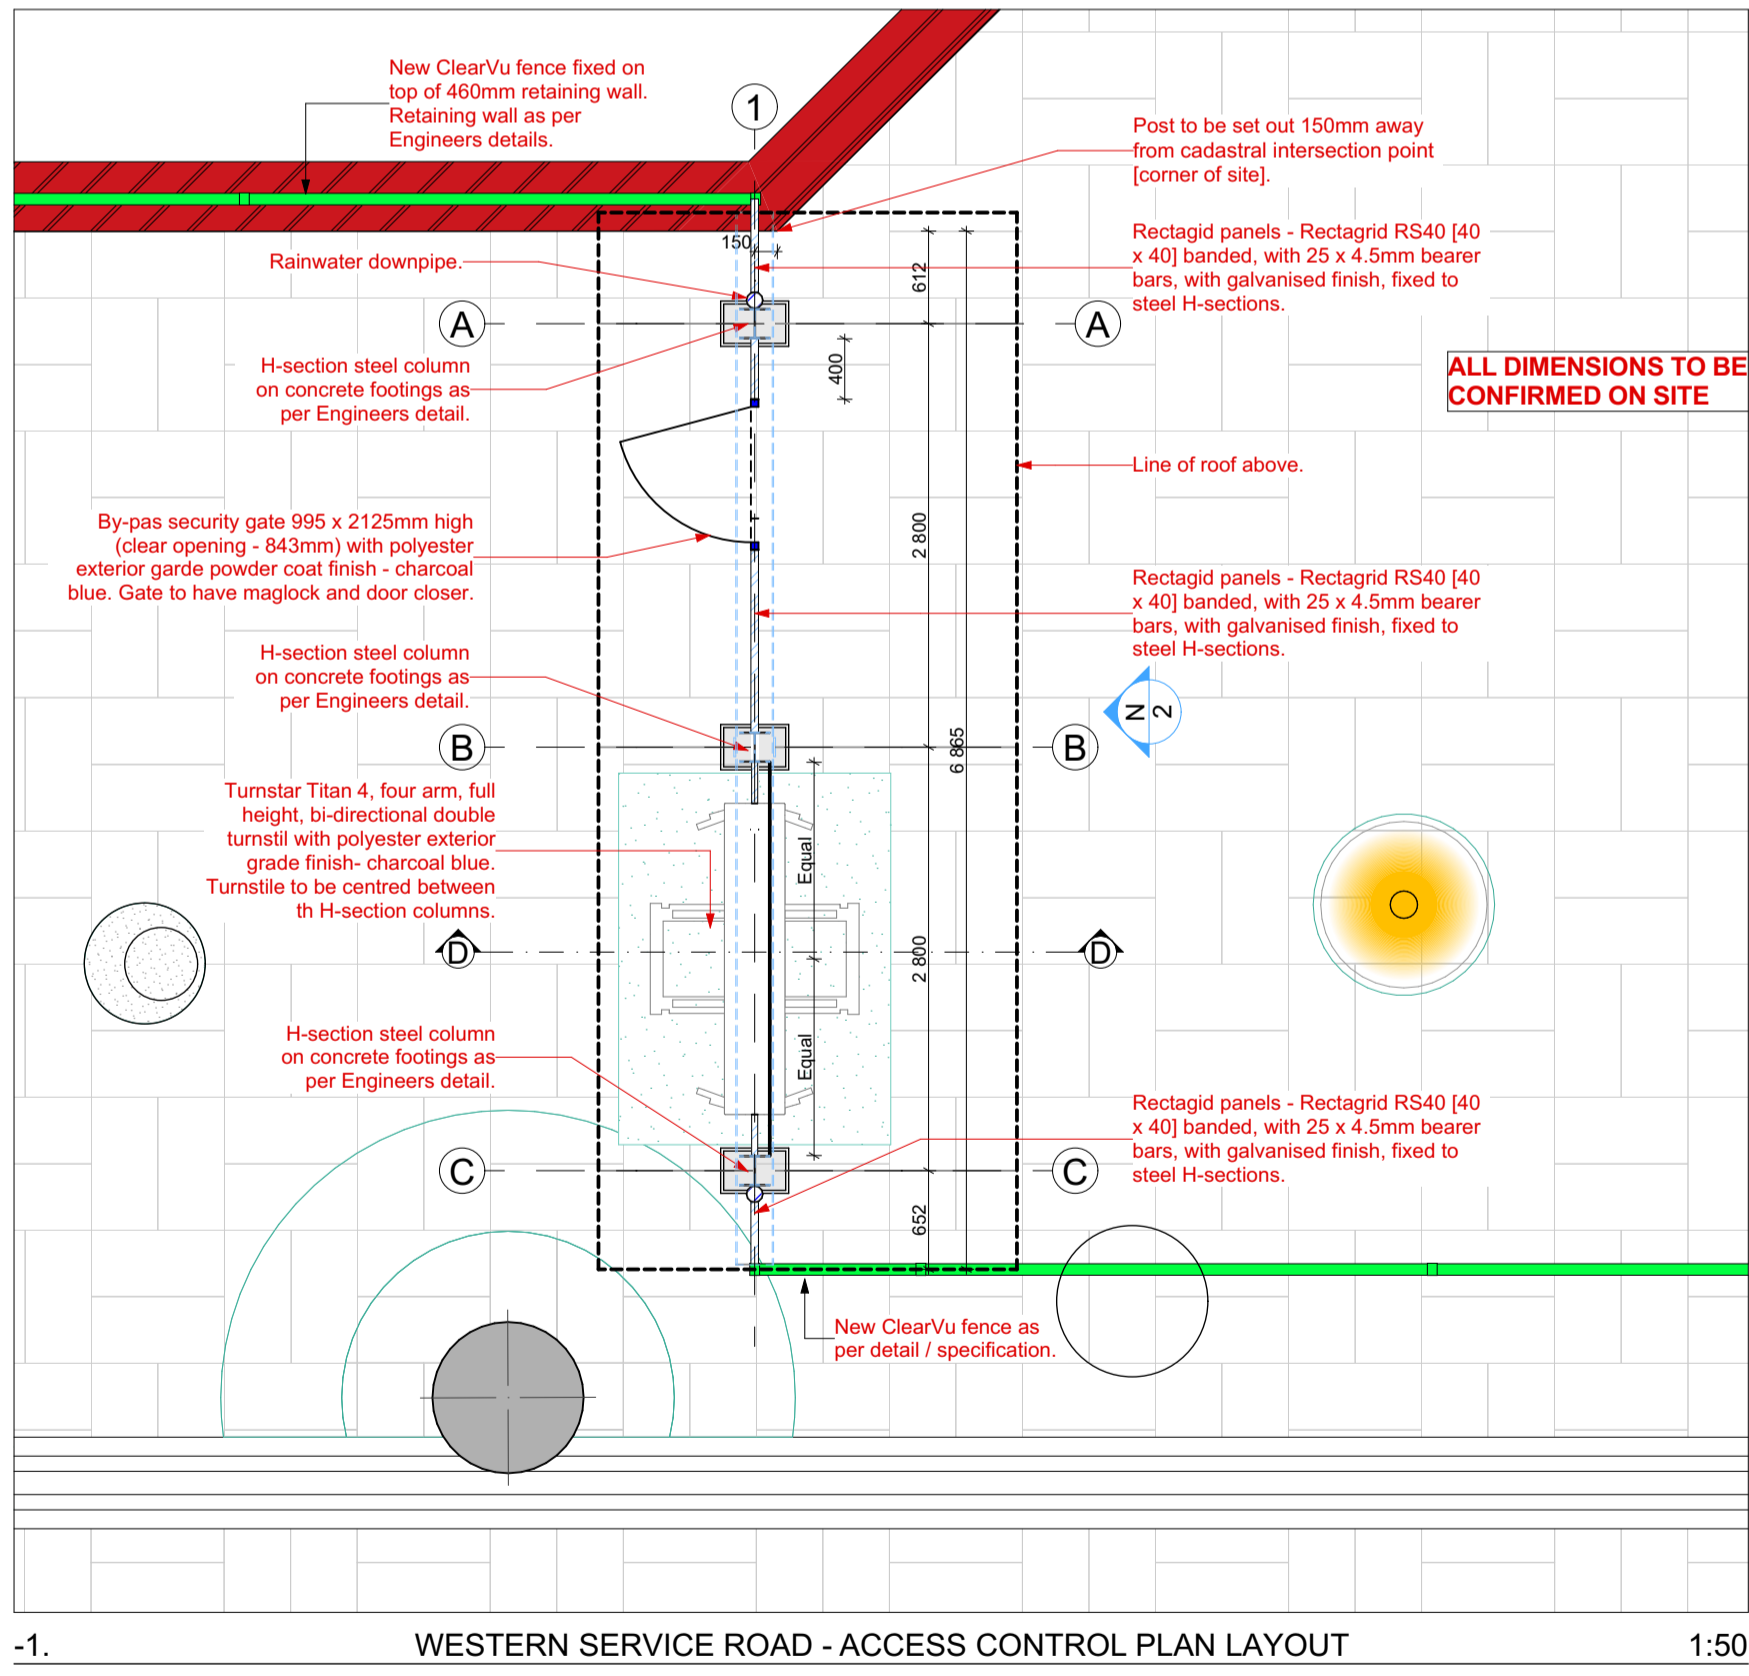 New ClearVu fence fixed on
top of 460mm retaining wall.
Retaining wall as per
Engineers details.
1
Post to be set out 150mm away
from cadastral intersection point
[corner of site].
Rectagid panels - Rectagrid RS40 [40
x 40] banded, with 25 x 4.5mm bearer
bars, with galvanised finish, fixed to
steel H-sections.
150
612
Rainwater downpipe.
A
A
H-section steel column
on concrete footings as
per Engineers detail.
400
ALL DIMENSIONS TO BE
CONFIRMED ON SITE
Line of roof above.
By-pas security gate 995 x 2125mm high
(clear opening - 843mm) with polyester
exterior garde powder coat finish - charcoal
blue. Gate to have maglock and door closer.
2 800
Rectagid panels - Rectagrid RS40 [40
x 40] banded, with 25 x 4.5mm bearer
bars, with galvanised finish, fixed to
steel H-sections.
H-section steel column
on concrete footings as
per Engineers detail.
N
2
B
6 865
B
Turnstar Titan 4, four arm, full
height, bi-directional double
turnstil with polyester exterior
grade finish- charcoal blue.
Turnstile to be centred between
th H-section columns.
Equal
D
2 800
D
H-section steel column
on concrete footings as
per Engineers detail.
Equal
Rectagid panels - Rectagrid RS40 [40
x 40] banded, with 25 x 4.5mm bearer
bars, with galvanised finish, fixed to
steel H-sections.
C
C
652
New ClearVu fence as
per detail / specification.
-1.
WESTERN SERVICE ROAD - ACCESS CONTROL PLAN LAYOUT
1:50